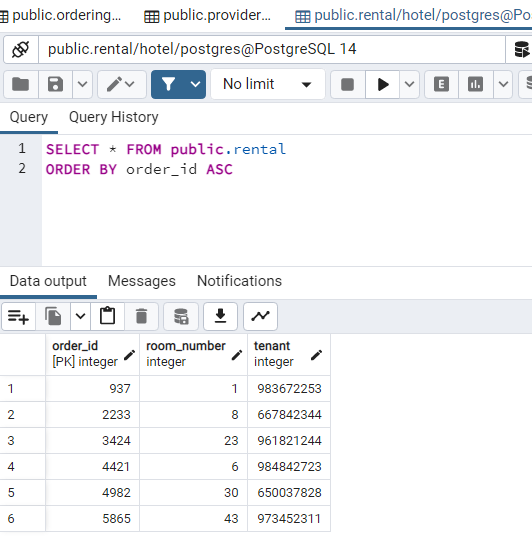 public.ordering... public.provider... public.rental/hotel/postgres@Po
public.rental/hotel/postgres@PostgreSQL 14
No limit E
Query Query History
1 SELECT * FROM public.rental
2 ORDER BY order_id ASC
Data output Messages Notifications
order_id room_number tenant
[PK] integer integer integer
1 937 1 983672253
2 2233 8 667842344
3 3424 23 961821244
4 4421 6 984842723
5 4982 30 650037828
6 5865 43 973452311